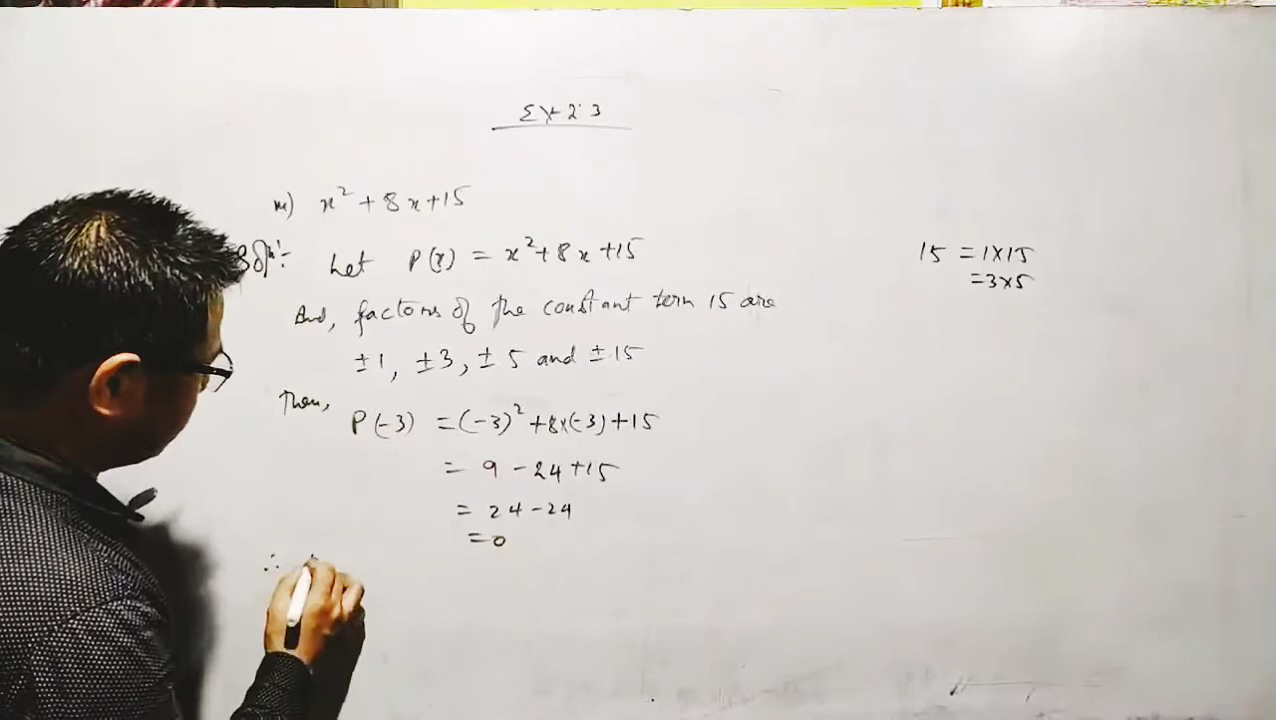 Ex 2.3
m) x² + 8x + 15
Solⁿ:- Let P(x) = x² + 8x + 15
And, factors of the constant term 15 are
±1, ±3, ±5 and ±15
Then,
P(-3) = (-3)² + 8×(-3) + 15
= 9 - 24 + 15
= 24 - 24
= 0
∴
15 = 1×15
= 3×5